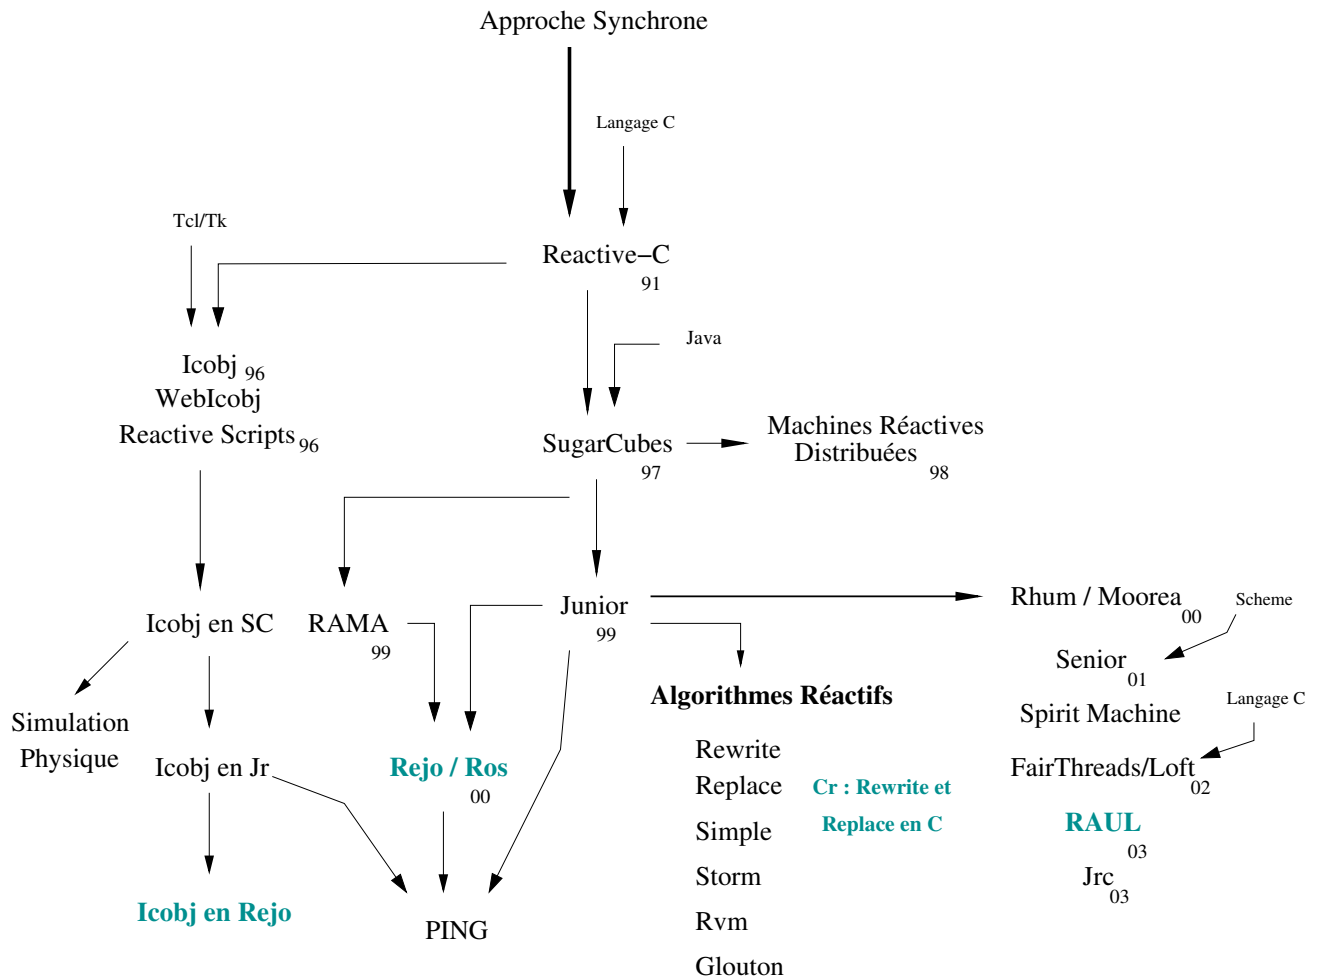 Approche Synchrone
Langage C
Tcl/Tk
Reactive–C
91
Java
Icobj 96
WebIcobj
Reactive Scripts 96
SugarCubes
97
Machines Réactives
Distribuées
98
Icobj en SC
RAMA
99
Junior
99
Rhum / Moorea 00
Scheme
Senior
01
Simulation
Physique
Algorithmes Réactifs
Spirit Machine
Langage C
Icobj en Jr
Rejo / Ros
00
Rewrite
Replace
Simple
Storm
Rvm
Glouton
Cr : Rewrite et
Replace en C
FairThreads/Loft
02
RAUL
03
Jrc
03
Icobj en Rejo
PING